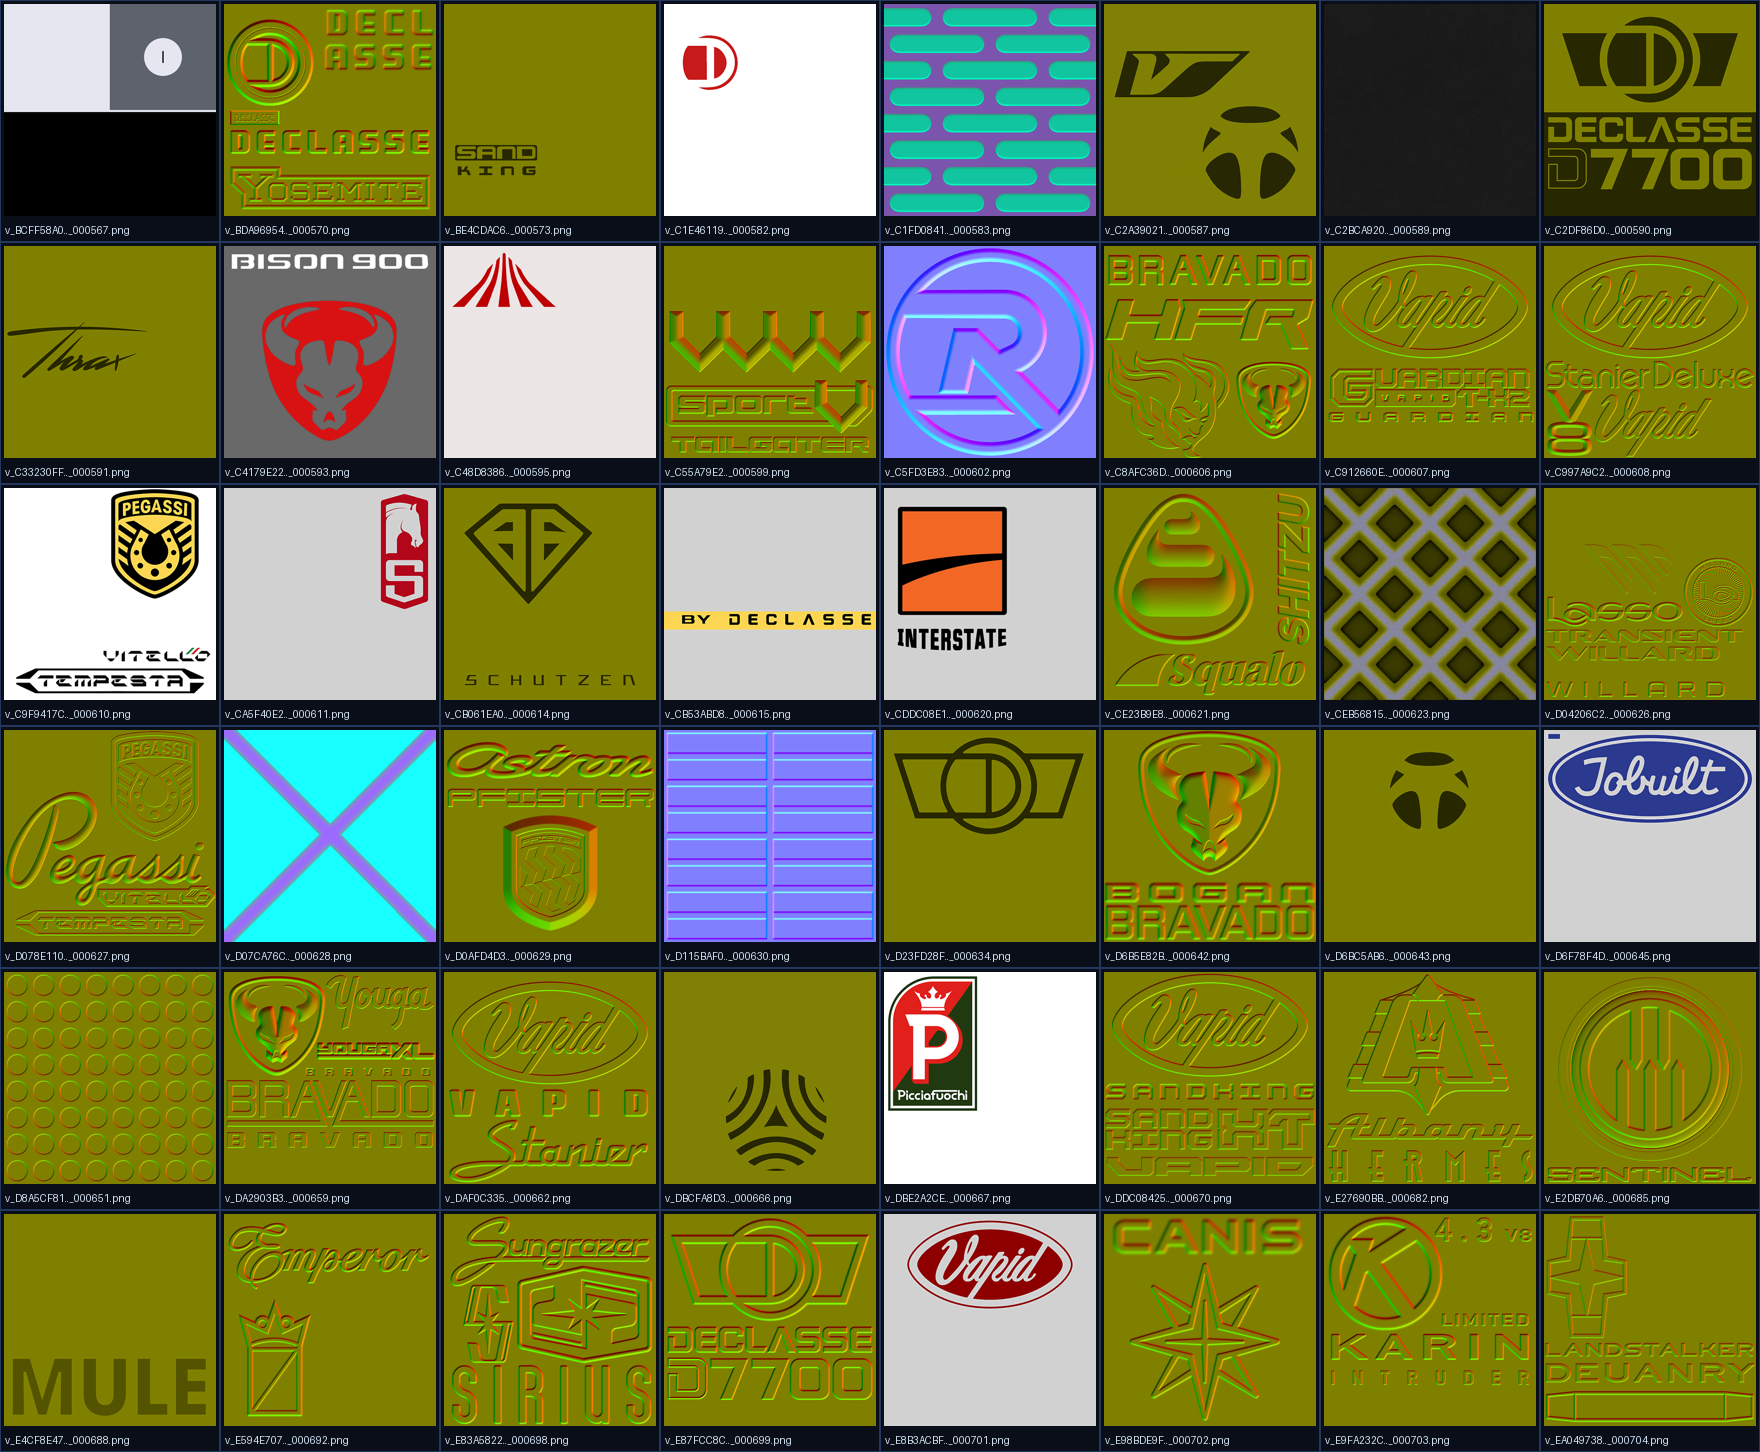 DECL
ASSE
DECLASSE
DECLASSE
YOSEMITE
SAND
KING
D
V
DECLASSE
D7700
v_BCFF58A0.._000567.png
v_BDA96954.._000570.png
v_BE4CDAC6.._000573.png
v_C1E46119.._000582.png
v_C1FD0841.._000583.png
v_C2A39021.._000587.png
v_C2BCA920.._000589.png
v_C2DF86D0.._000590.png
Thrax
BISON 900
sport
TAILGATER
R
BRAVADO
HFR
Vapid
GUARDIAN
VAPID T-X2
GUARDIAN
Vapid
Stanier Deluxe
V8
Vapid
v_C33230FF.._000591.png
v_C4179E22.._000593.png
v_C48D8386.._000595.png
v_C55A79E2.._000599.png
v_C5FD3E83.._000602.png
v_C8AFC36D.._000606.png
v_C912660E.._000607.png
v_C997A9C2.._000608.png
PEGASSI
VITELLO
TEMPESTA
S
SCHUTZEN
BY DECLASSE
INTERSTATE
SHITZU
Squalo
Lasso
TRANSIENT
WILLARD
WILLARD
v_C9F9417C.._000610.png
v_CA5F40E2.._000611.png
v_CB061EA0.._000614.png
v_CB53ABD8.._000615.png
v_CDDC08E1.._000620.png
v_CE23B9E8.._000621.png
v_CEB56815.._000623.png
v_D04206C2.._000626.png
PEGASSI
Pegassi
VITELLO
TEMPESTA
Astron
PFISTER
PFISTER
BOGAN
BRAVADO
Jobuilt
v_D078E110.._000627.png
v_D07CA76C.._000628.png
v_D0AFD4D3.._000629.png
v_D115BAF0.._000630.png
v_D23FD28F.._000634.png
v_D6B5E82B.._000642.png
v_D6BC5AB6.._000643.png
v_D6F78F4D.._000645.png
Youga
YOUGAXL
BRAVADO
BRAVADO
BRAVADO
Vapid
VAPID
Stanier
P
Picciafuochi
Vapid
SANDKING
SAND
KING XT
VAPID
A
Albany
HERMES
SENTINEL
v_D8A5CF81.._000651.png
v_DA2903B3.._000659.png
v_DAF0C335.._000662.png
v_DBCFA8D3.._000666.png
v_DBE2A2CE.._000667.png
v_DDC08425.._000670.png
v_E27690BB.._000682.png
v_E2DB70A6.._000685.png
MULE
Emperor
Sungrazer
SIRIUS
DECLASSE
D7700
Vapid
CANIS
4.3 V8
K
LIMITED
KARIN
INTRUDER
LANDSTALKER
DEUANRY
v_E4CF8E47.._000688.png
v_E594E707.._000692.png
v_E83A5822.._000698.png
v_E87FCC8C.._000699.png
v_E8B3ACBF.._000701.png
v_E98BDE9F.._000702.png
v_E9FA232C.._000703.png
v_EA049738.._000704.png